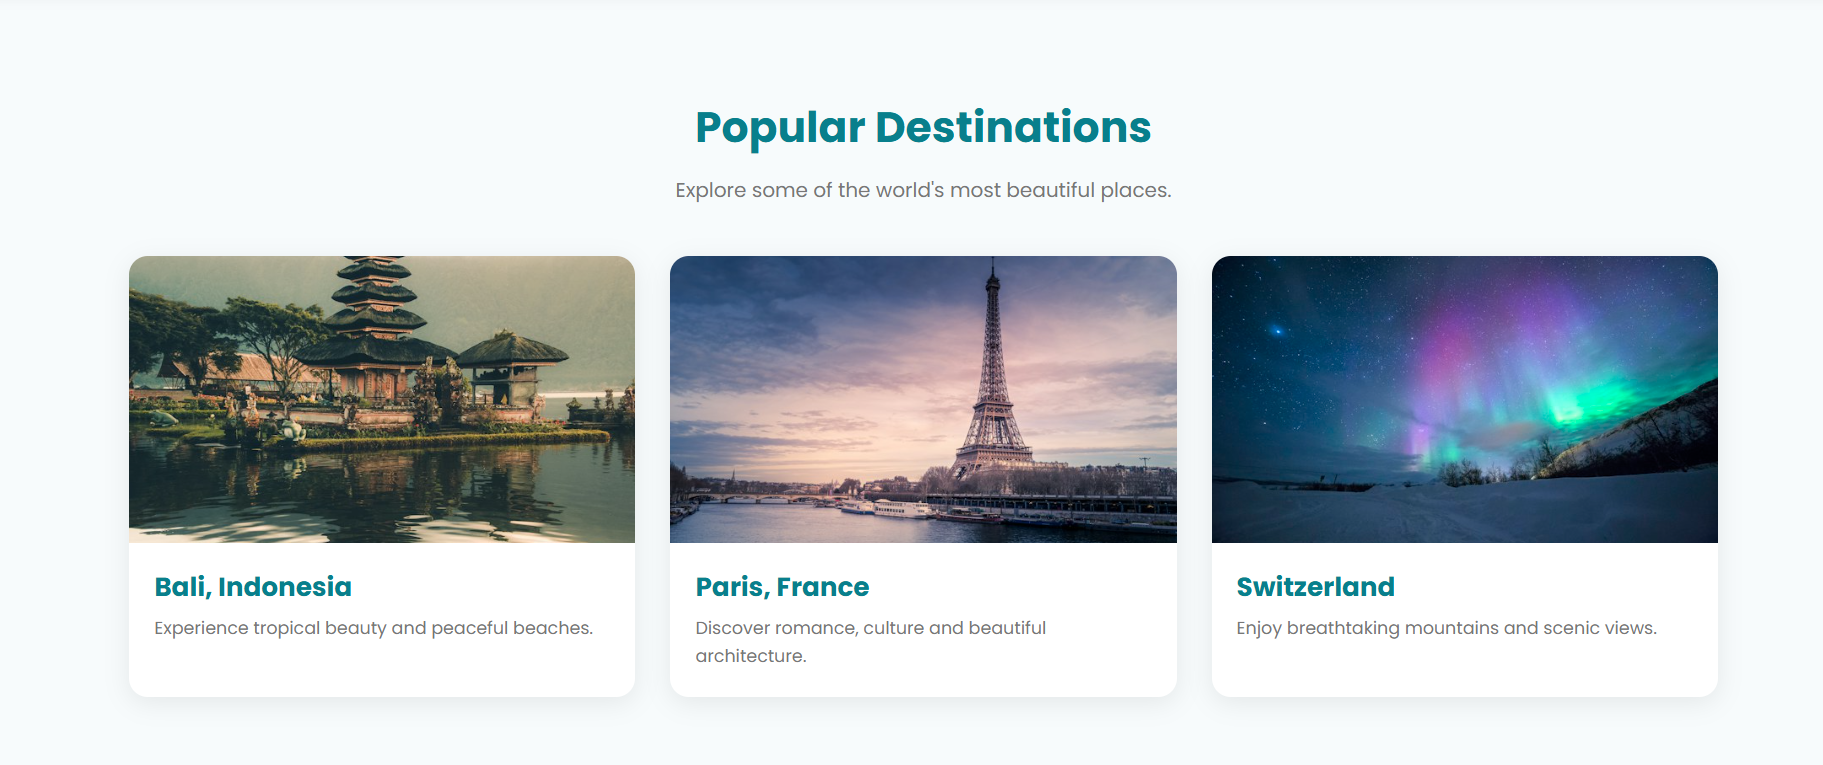 Popular Destinations
Explore some of the world's most beautiful places.
Bali, Indonesia
Experience tropical beauty and peaceful beaches.
Paris, France
Discover romance, culture and beautiful
architecture.
Switzerland
Enjoy breathtaking mountains and scenic views.